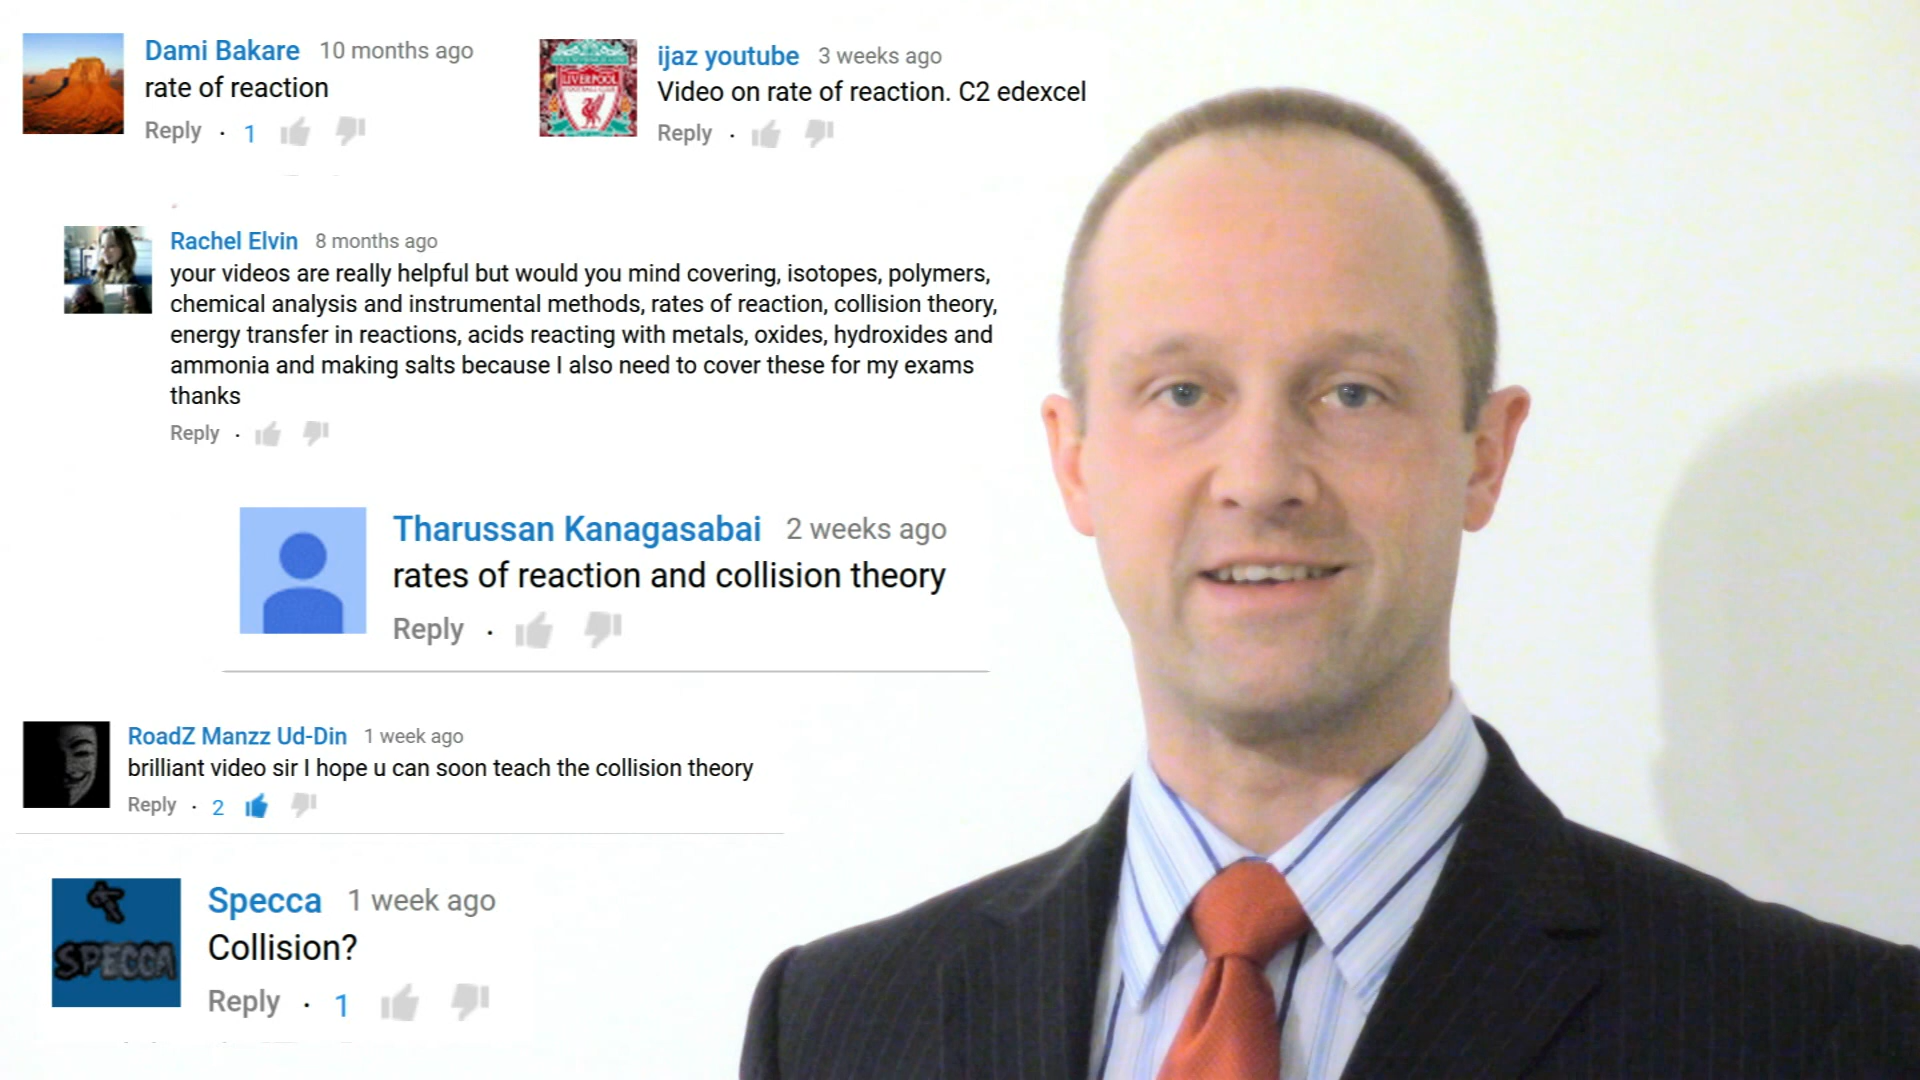 Dami Bakare 10 months ago
rate of reaction
Reply · 1
ijaz youtube 3 weeks ago
Video on rate of reaction. C2 edexcel
Reply ·
LIVERPOOL
FOOTBALL CLUB
Rachel Elvin 8 months ago
your videos are really helpful but would you mind covering, isotopes, polymers,
chemical analysis and instrumental methods, rates of reaction, collision theory,
energy transfer in reactions, acids reacting with metals, oxides, hydroxides and
ammonia and making salts because I also need to cover these for my exams
thanks
Reply ·
Tharussan Kanagasabai 2 weeks ago
rates of reaction and collision theory
Reply ·
RoadZ Manzz Ud-Din 1 week ago
brilliant video sir I hope u can soon teach the collision theory
Reply · 2
Specca 1 week ago
Collision?
Reply · 1
SPECCA